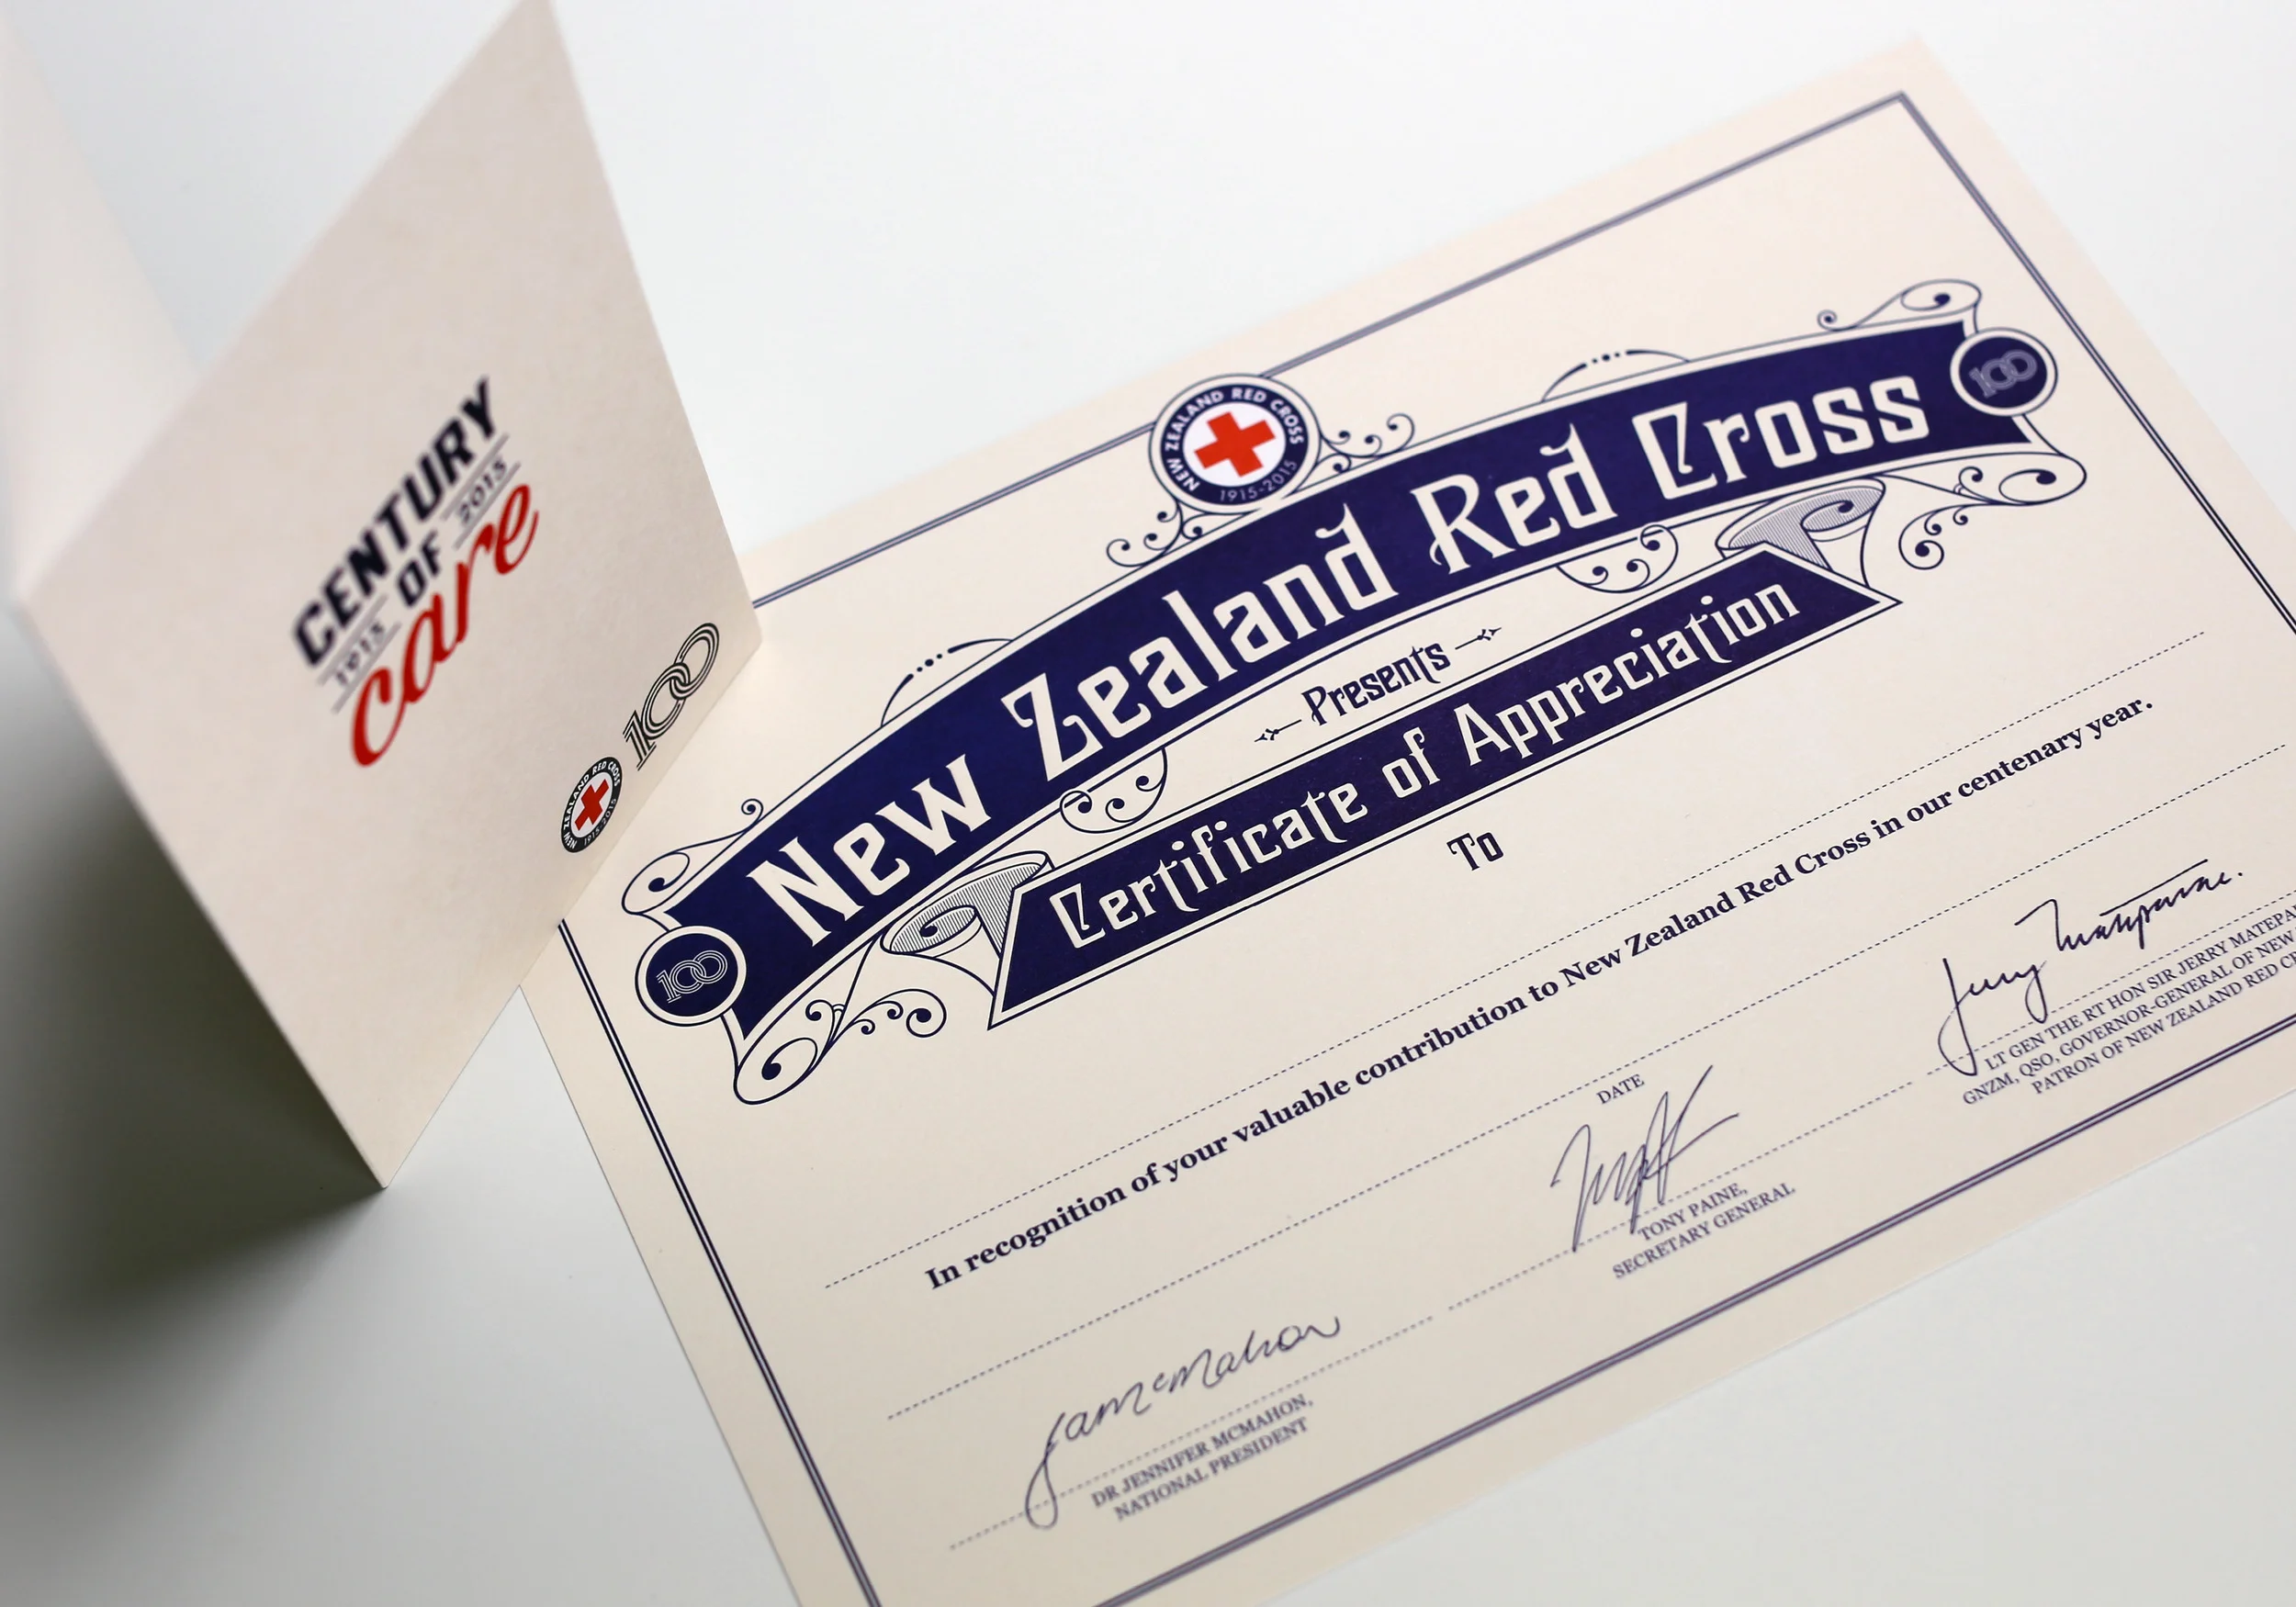 CENTURY
1915 OF 2015
care
NEW ZEALAND RED CROSS
1915-2015
100
NEW ZEALAND RED CROSS
1915-2015
100
New Zealand Red Cross
100
Presents
Certificate of Appreciation
To
In recognition of your valuable contribution to New Zealand Red Cross in our centenary year.
DATE
Jerry Mateparae.
LT GEN THE RT HON SIR JERRY MATEPA
GNZM, QSO, GOVERNOR-GENERAL OF NEW
PATRON OF NEW ZEALAND RED
TONY PAINE,
SECRETARY GENERAL
JAMcMahon
DR JENNIFER MCMAHON,
NATIONAL PRESIDENT